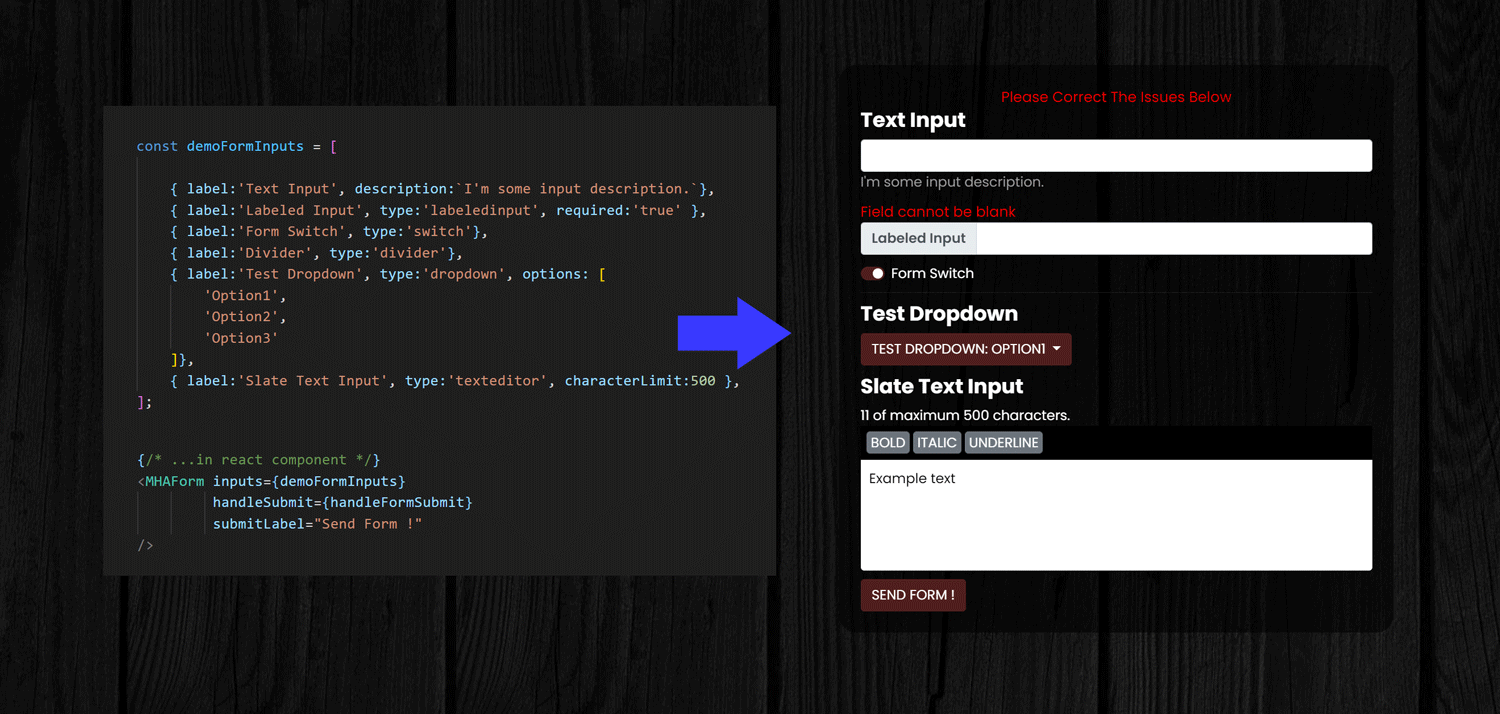 const demoFormInputs = [
{ label:'Text Input', description:`I'm some input description.`},
{ label:'Labeled Input', type:'labeledinput', required:'true' },
{ label:'Form Switch', type:'switch'},
{ label:'Divider', type:'divider'},
{ label:'Test Dropdown', type:'dropdown', options: [
'Option1',
'Option2',
'Option3'
]},
{ label:'Slate Text Input', type:'texteditor', characterLimit:500 },
];
{/* ...in react component */}
<MHAForm inputs={demoFormInputs}
handleSubmit={handleFormSubmit}
submitLabel="Send Form !"
/>
Please Correct The Issues Below
Text Input
I'm some input description.
Field cannot be blank
Labeled Input
Form Switch
Test Dropdown
TEST DROPDOWN: OPTION1
Slate Text Input
11 of maximum 500 characters.
BOLD ITALIC UNDERLINE
Example text
SEND FORM !